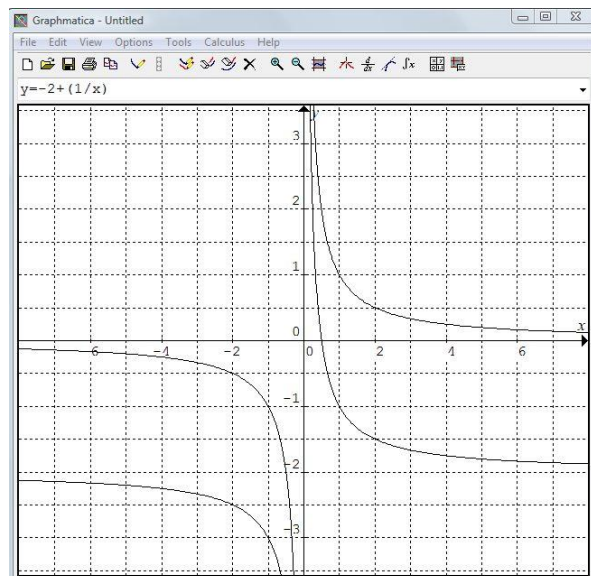 Graphmatica - Untitled
File Edit View Options Tools Calculus Help
y=-2+(1/x)
y
3
2
1
x
0
-6 -4 -2 0 2 4 6
-1
-2
-3